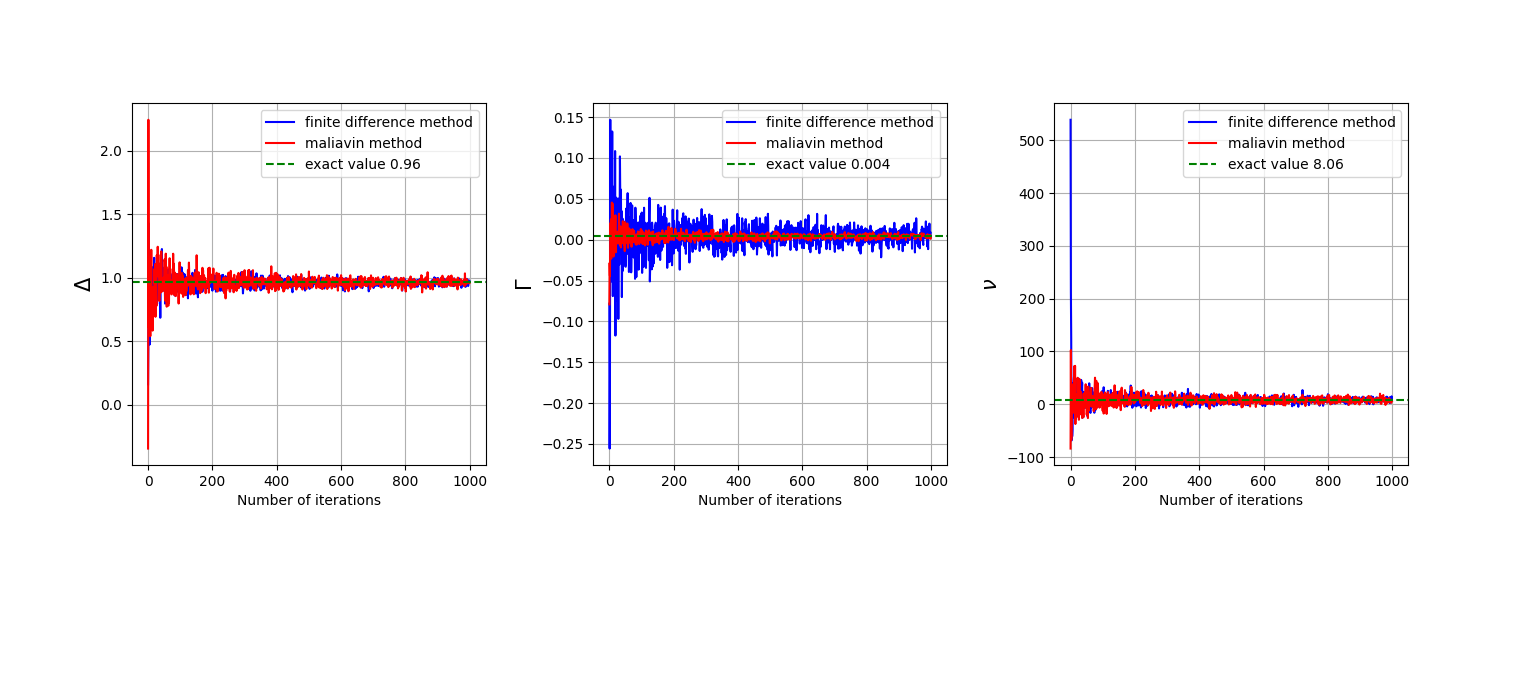 finite difference method
maliavin method
exact value 0.96
2.0
1.5
1.0
0.5
0.0
Δ
0 200 400 600 800 1000
Number of iterations
finite difference method
maliavin method
exact value 0.004
0.15
0.10
0.05
0.00
−0.05
−0.10
−0.15
−0.20
−0.25
Γ
0 200 400 600 800 1000
Number of iterations
finite difference method
maliavin method
exact value 8.06
500
400
300
200
100
0
−100
ν
0 200 400 600 800 1000
Number of iterations